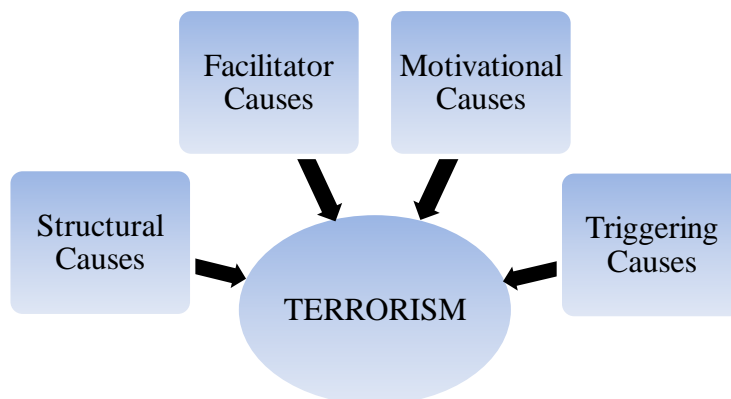 Facilitator
Causes
Motivational
Causes
Structural
Causes
Triggering
Causes
TERRORISM